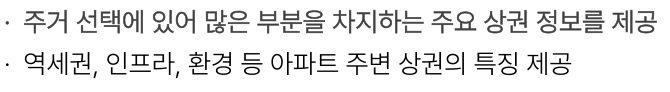 · 주거 선택에 있어 많은 부분을 차지하는 주요 상권 정보를 제공
· 역세권, 인프라, 환경 등 아파트 주변 상권의 특징 제공